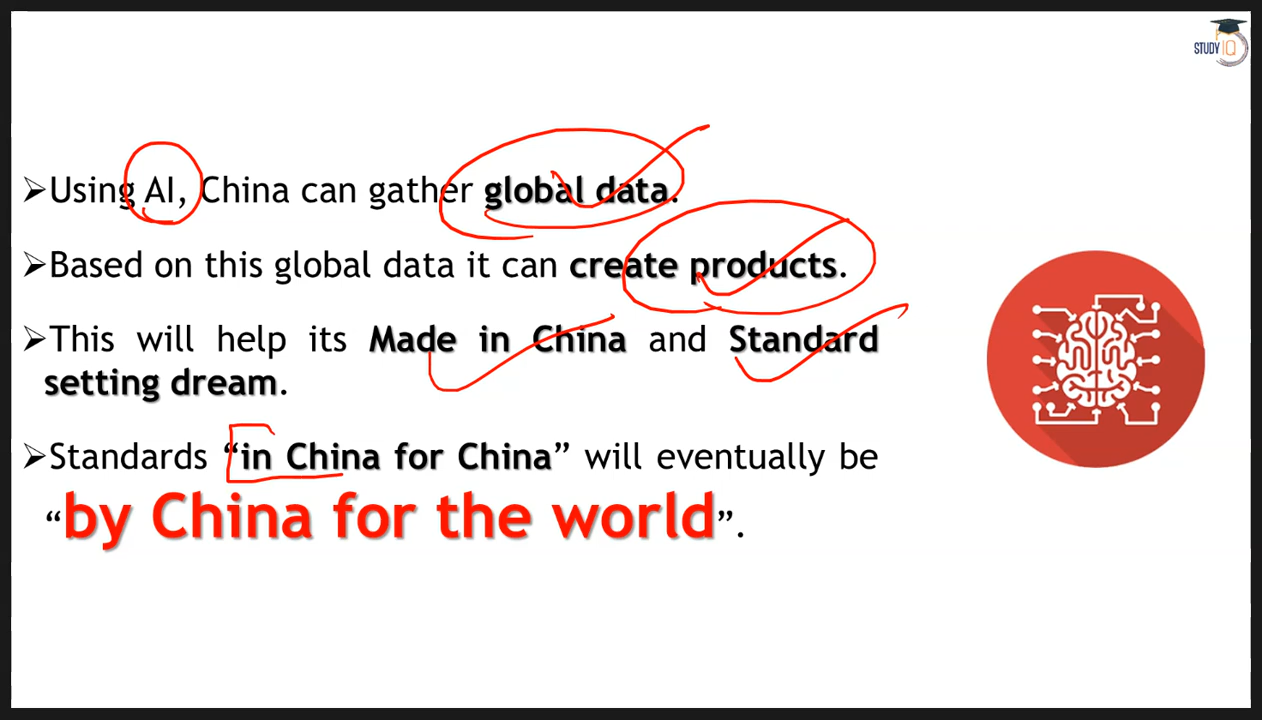 STUDY IQ
➢Using AI, China can gather global data.
➢Based on this global data it can create products.
➢This will help its Made in China and Standard
setting dream.
➢Standards “in China for China” will eventually be
“by China for the world”.